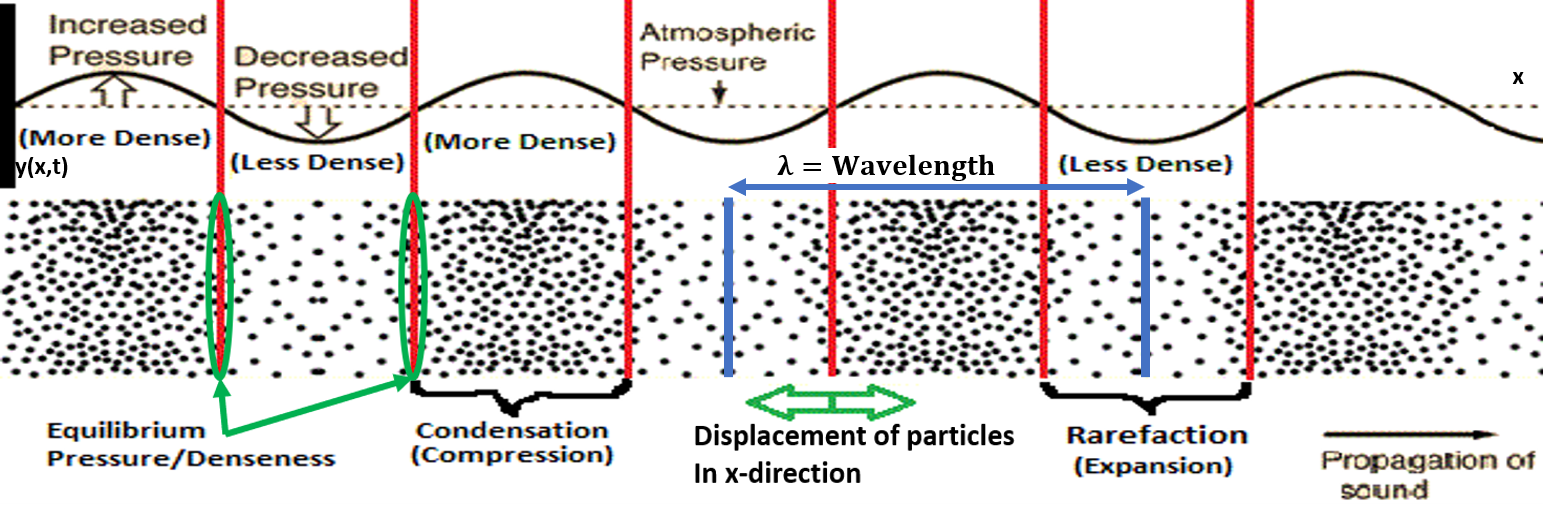 Increased
Pressure
Decreased
Pressure
Atmospheric
Pressure
x
(More Dense)
(Less Dense)
(More Dense)
(Less Dense)
y(x,t)
λ = Wavelength
Equilibrium
Pressure/Denseness
Condensation
(Compression)
Displacement of particles
In x-direction
Rarefaction
(Expansion)
Propagation of
sound